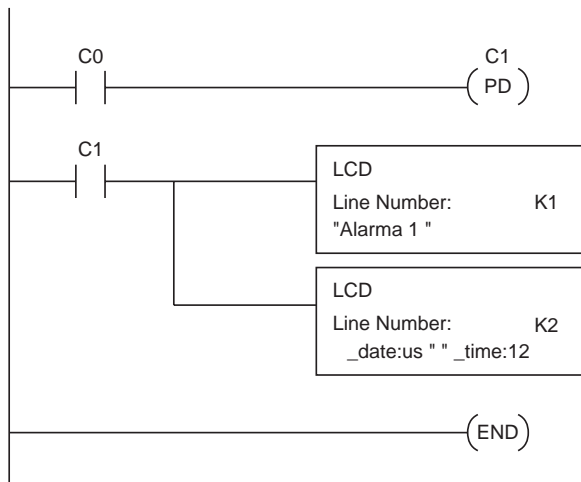 C0
C1
PD
C1
LCD
Line Number: K1
"Alarma 1 "
LCD
Line Number: K2
_date:us " " _time:12
END